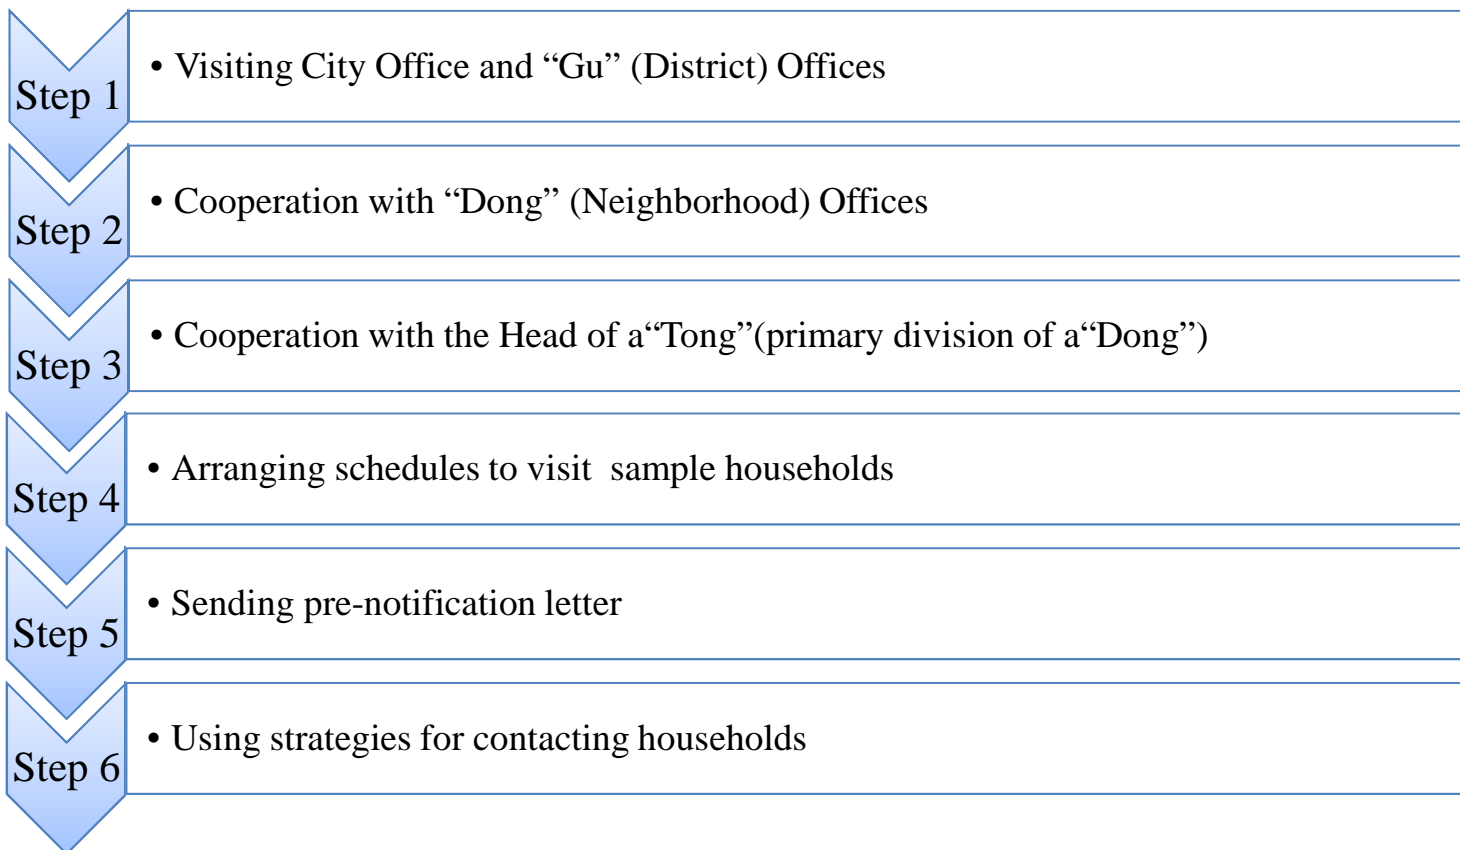 Step 1
• Visiting City Office and “Gu” (District) Offices
Step 2
• Cooperation with “Dong” (Neighborhood) Offices
Step 3
• Cooperation with the Head of a“Tong”(primary division of a“Dong”)
Step 4
• Arranging schedules to visit  sample households
Step 5
• Sending pre-notification letter
Step 6
• Using strategies for contacting households